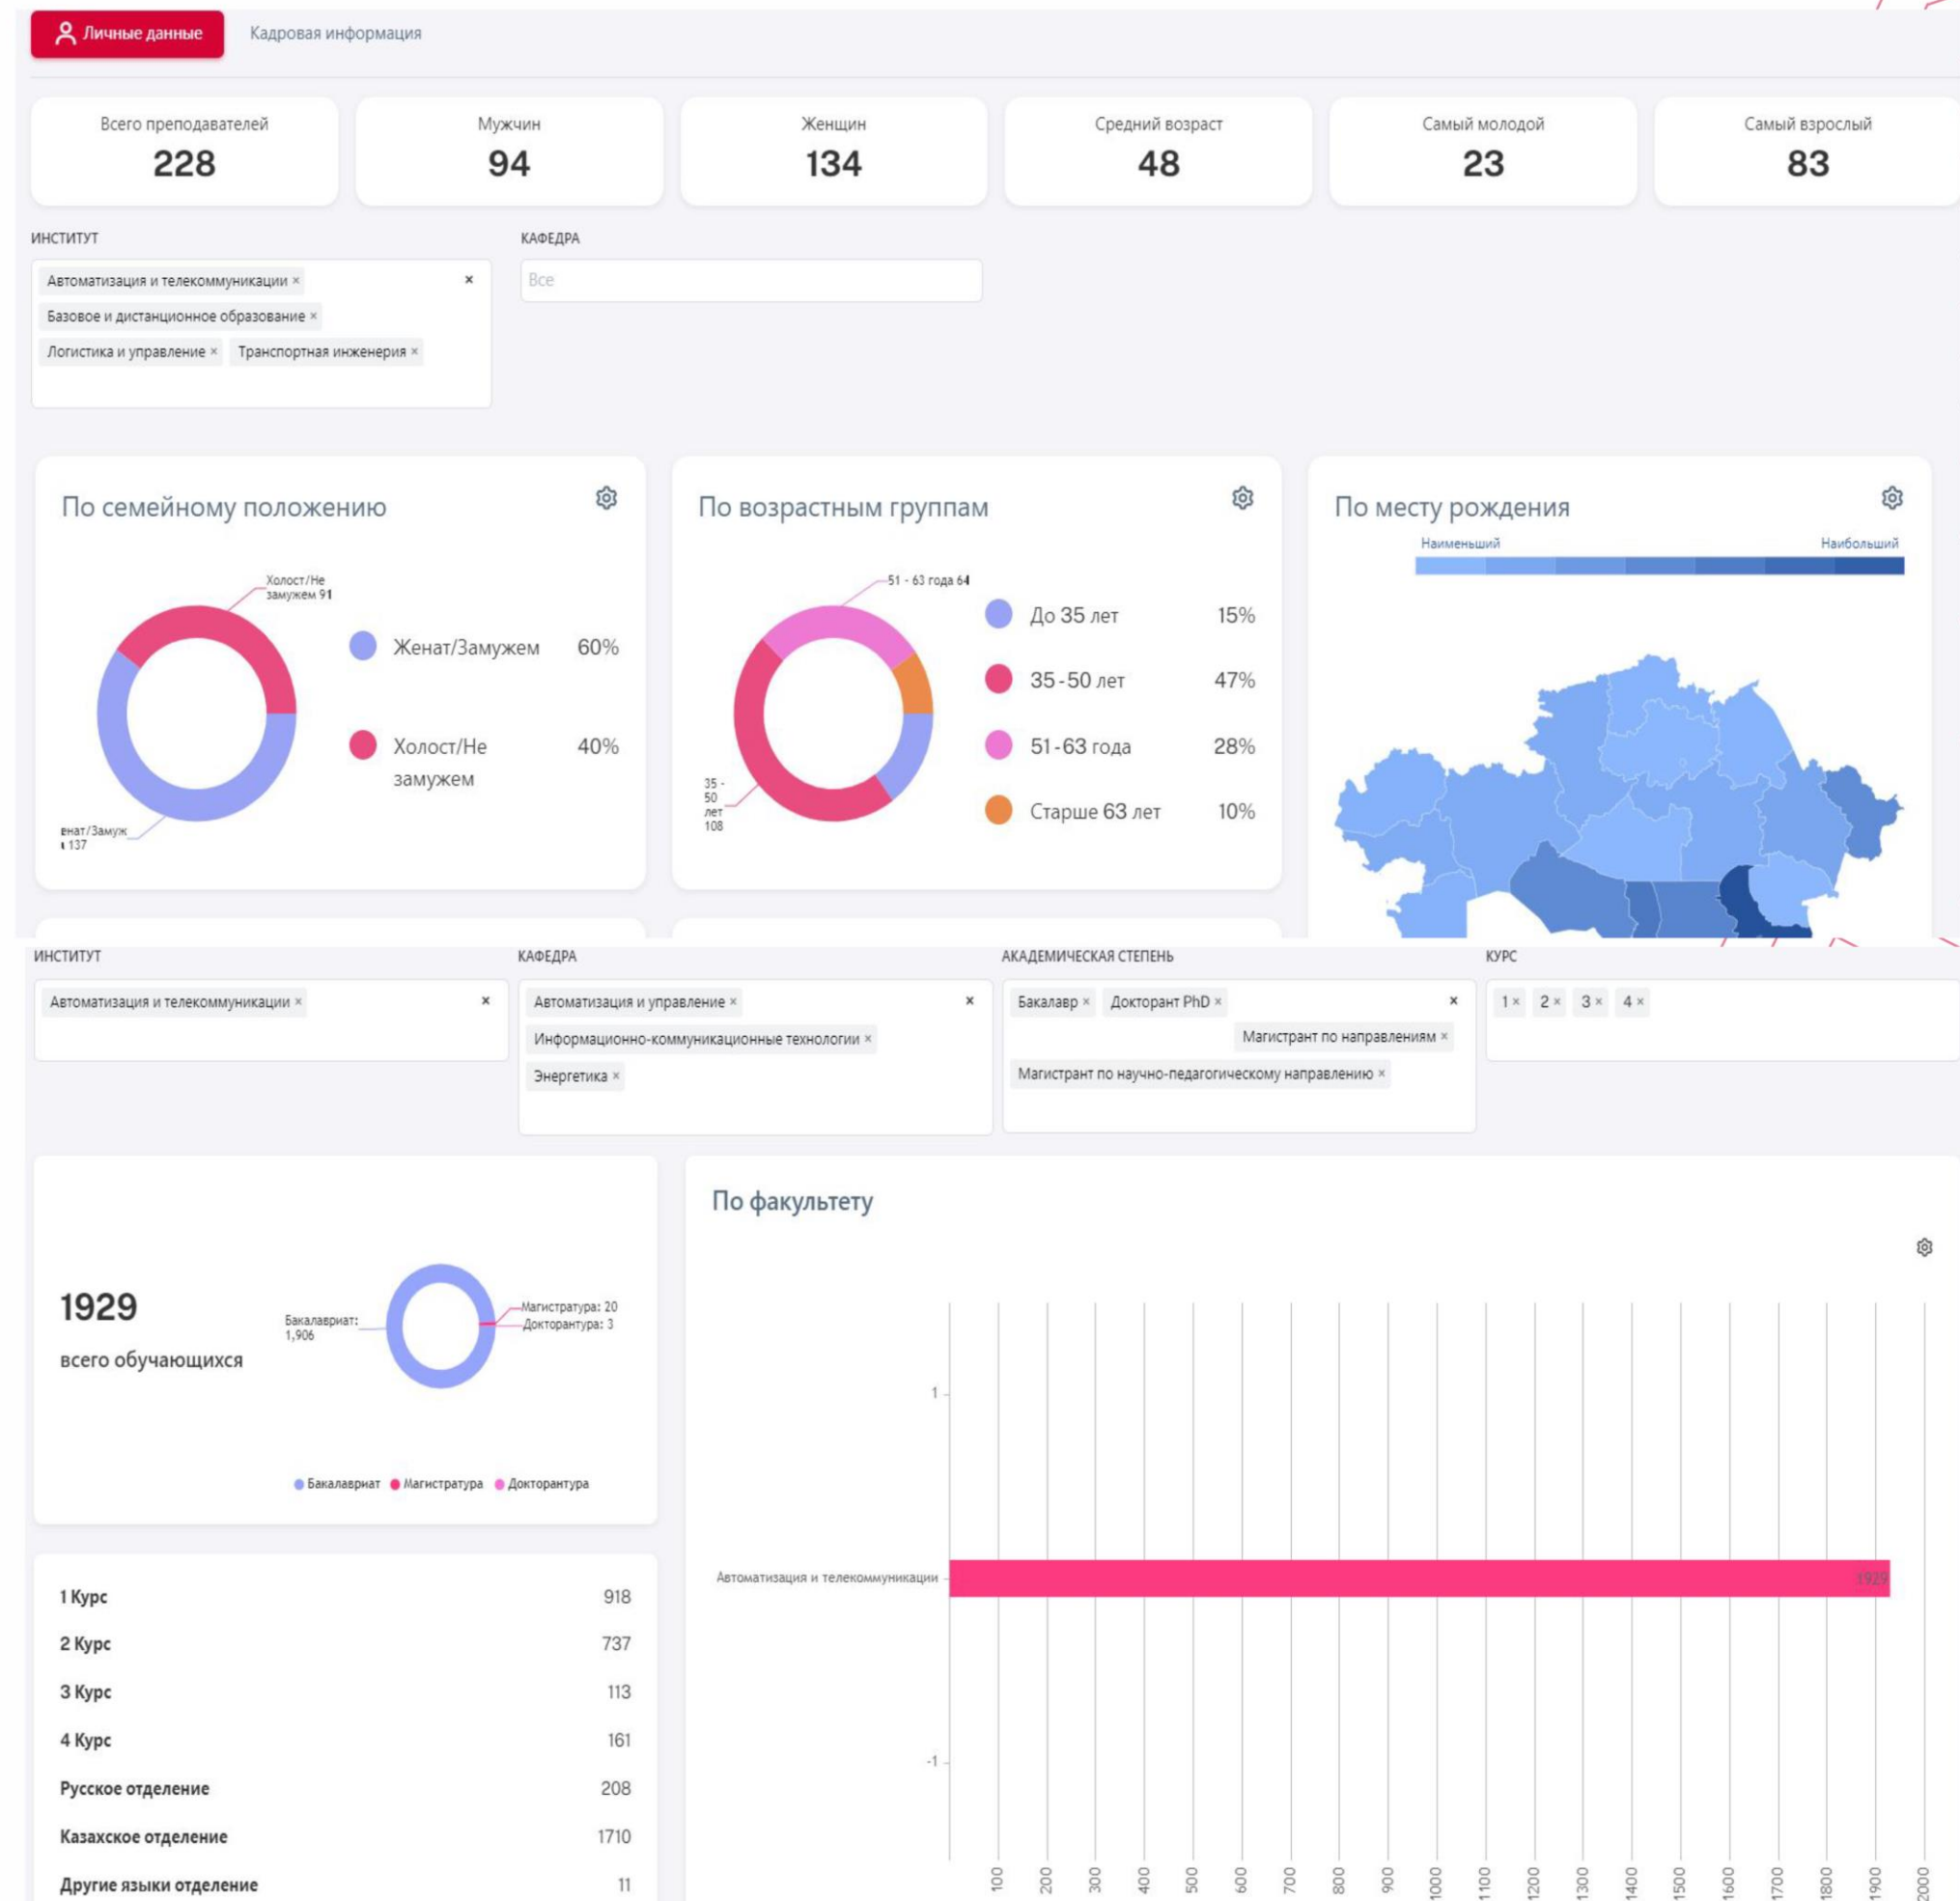 Личные данные
Кадровая информация
Всего преподавателей
228
Мужчин
94
Женщин
134
Средний возраст
48
Самый молодой
23
Самый взрослый
83
ИНСТИТУТ
Автоматизация и телекоммуникации ×
×
Базовое и дистанционное образование ×
Логистика и управление × Транспортная инженерия ×
КАФЕДРА
Все
По семейному положению
Холост/Не
замужем 91
енат/Замуж
137
Женат/Замужем 60%
Холост/Не 40%
замужем
По возрастным группам
51 - 63 года 64
35 -
50
лет
108
До 35 лет 15%
35-50 лет 47%
51-63 года 28%
Старше 63 лет 10%
По месту рождения
Наименьший Наибольший
ИНСТИТУТ
Автоматизация и телекоммуникации ×
×
КАФЕДРА
Автоматизация и управление ×
×
Информационно-коммуникационные технологии ×
Энергетика ×
АКАДЕМИЧЕСКАЯ СТЕПЕНЬ
Бакалавр × Докторант PhD ×
×
Магистрант по направлениям ×
Магистрант по научно-педагогическому направлению ×
КУРС
1 × 2 × 3 × 4 ×
1929
всего обучающихся
Бакалавриат:
1,906
Магистратура: 20
Докторантура: 3
Бакалавриат Магистратура Докторантура
1 Курс 918
2 Курс 737
3 Курс 113
4 Курс 161
Русское отделение 208
Казахское отделение 1710
Другие языки отделение 11
По факультету
1
Автоматизация и телекоммуникации
1929
-1
100
200
300
400
500
600
700
800
900
1000
1100
1200
1300
1400
1500
1600
1700
1800
1900
2000